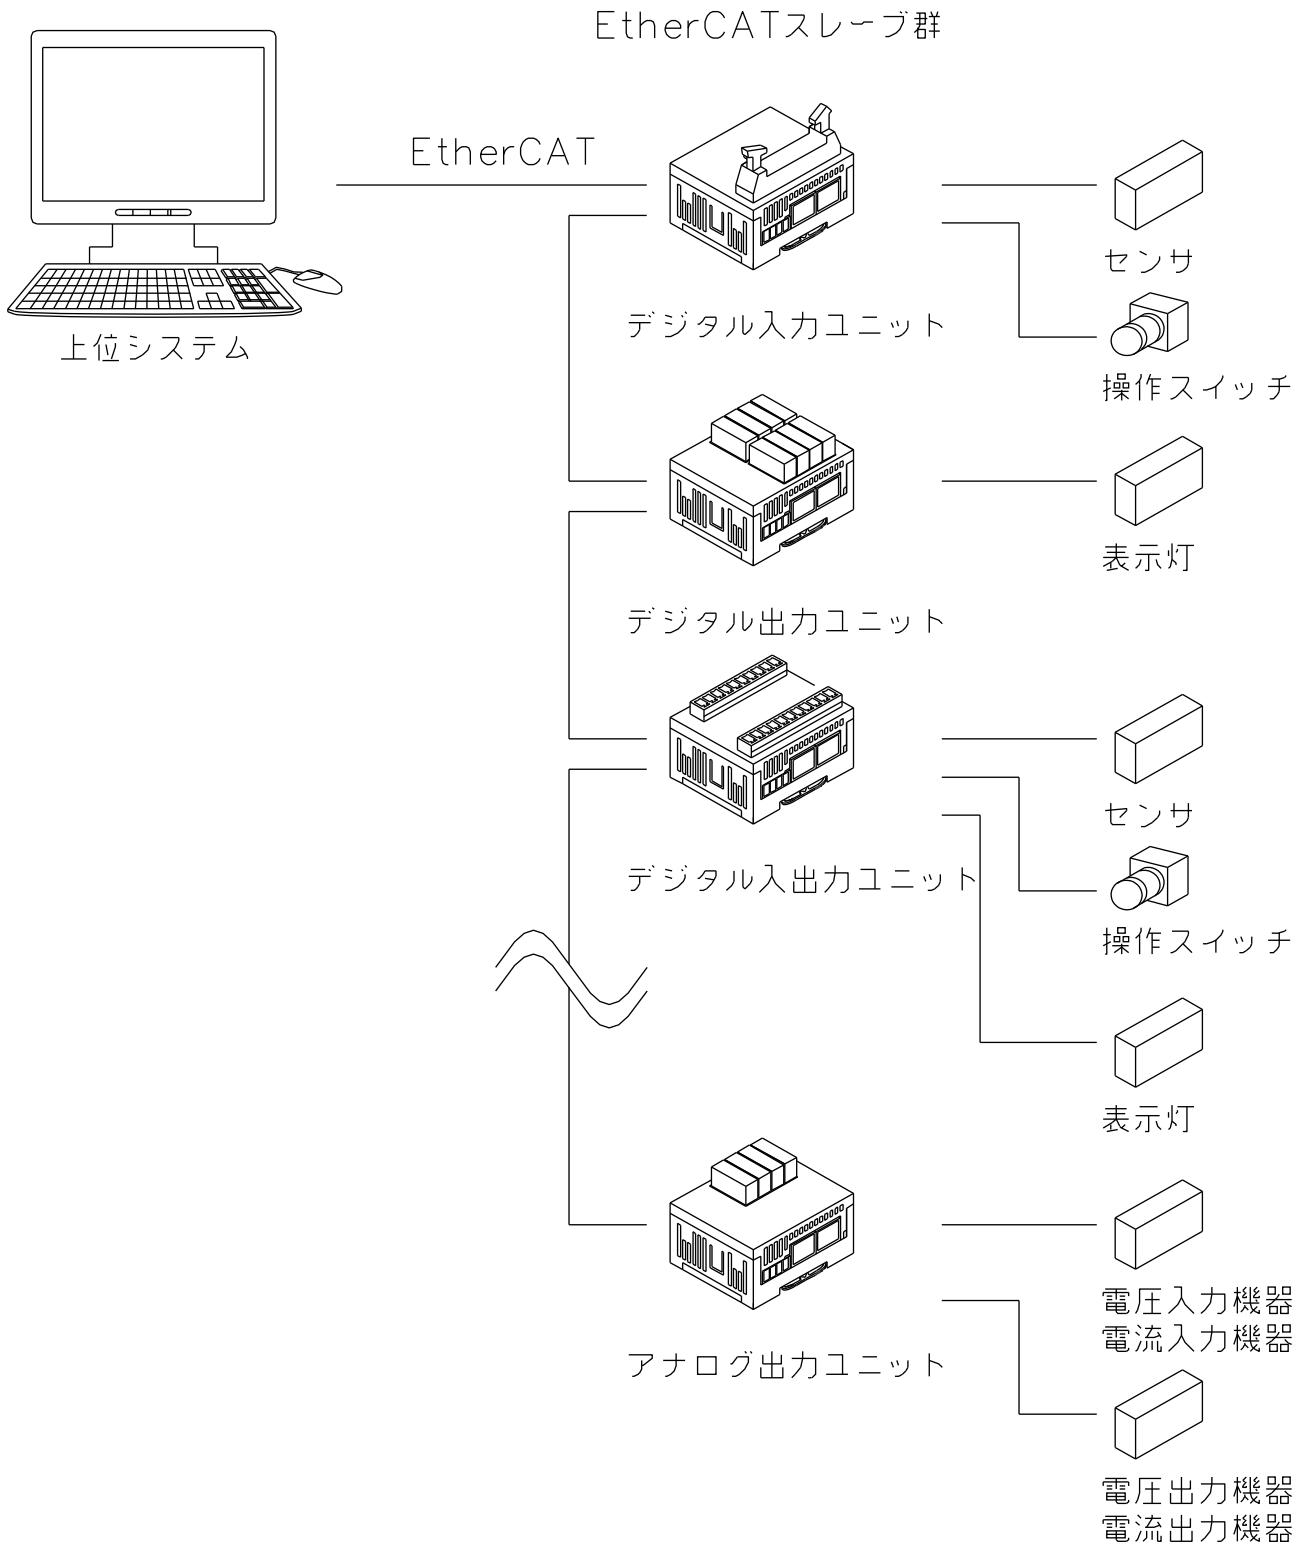 EtherCATスレーブ群
EtherCAT
上位システム
デジタル入力ユニット
センサ
操作スイッチ
デジタル出力ユニット
表示灯
デジタル入出力ユニット
センサ
操作スイッチ
表示灯
アナログ出力ユニット
電圧入力機器
電流入力機器
電圧出力機器
電流出力機器